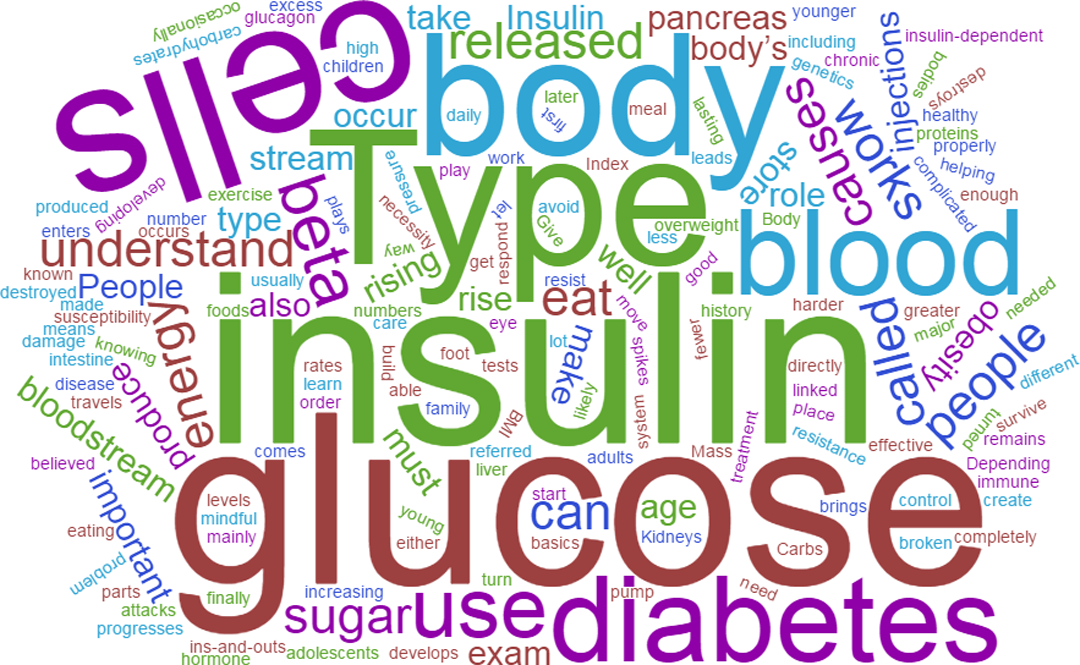 occasionally
excess
glucagon
carbohydrates
cells
high
children
take
Insulin
released
pancreas
body's
younger
including
genetics
chronic
insulin-dependent
bodies
destroys
injections
healthy
proteins
properly
helping
complicated
enough
body
daily
later
first
meal
lasting
leads
causes
works
store
role
Body
occur
stream
Type
pressure
play
work
Index
let
avoid
Give
less
overweight
necessity
way
get
respond
developing
exercise
produced
number
enters
occurs
type
beta
plays
understand
known
People
destroyed
made
susceptibility
means
damage
knowing
intestine
energy
usually
foods
also
rising
numbers
care
rise
eye
resist
eat
well
good
move
history
blood
harder
greater
major
needed
called
obesity
people
different
insulin
rates
learn
order
build
foot
able
family
tests
BMI
lot
make
likely
spikes
system
fewer
directly
linked
place
treatment
resistance
effective
turned
survive
remains
Depending
immune
create
disease
travels
produce
bloodstream
believed
important
eating
problem
parts
attacks
progresses
comes
must
referred
liver
adults
Mass
glucose
levels
mindful
mainly
young
either
start
can
basics
age
Kidneys
Carbs
brings
control
broken
completely
finally
increasing
turn
pump
need
sugar
use
diabetes
ins-and-outs
hormone
adolescents
develops
exam